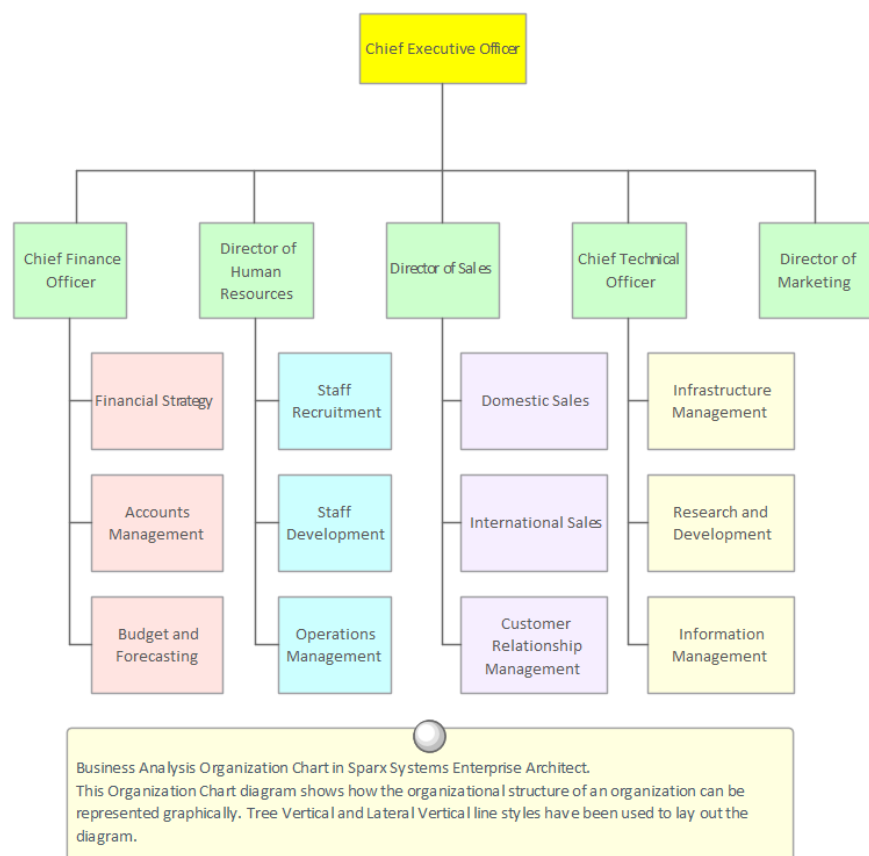 Chief Executive Officer
Chief Finance
Officer
Director of
Human
Resources
Director of Sales
Chief Technical
Officer
Director of
Marketing
Financial Strategy
Staff
Recruitment
Domestic Sales
Infrastructure
Management
Accounts
Management
Staff
Development
International Sales
Research and
Development
Budget and
Forecasting
Operations
Management
Customer
Relationship
Management
Information
Management
Business Analysis Organization Chart in Sparx Systems Enterprise Architect.
This Organization Chart diagram shows how the organizational structure of an organization can be
represented graphically. Tree Vertical and Lateral Vertical line styles have been used to lay out the
diagram.